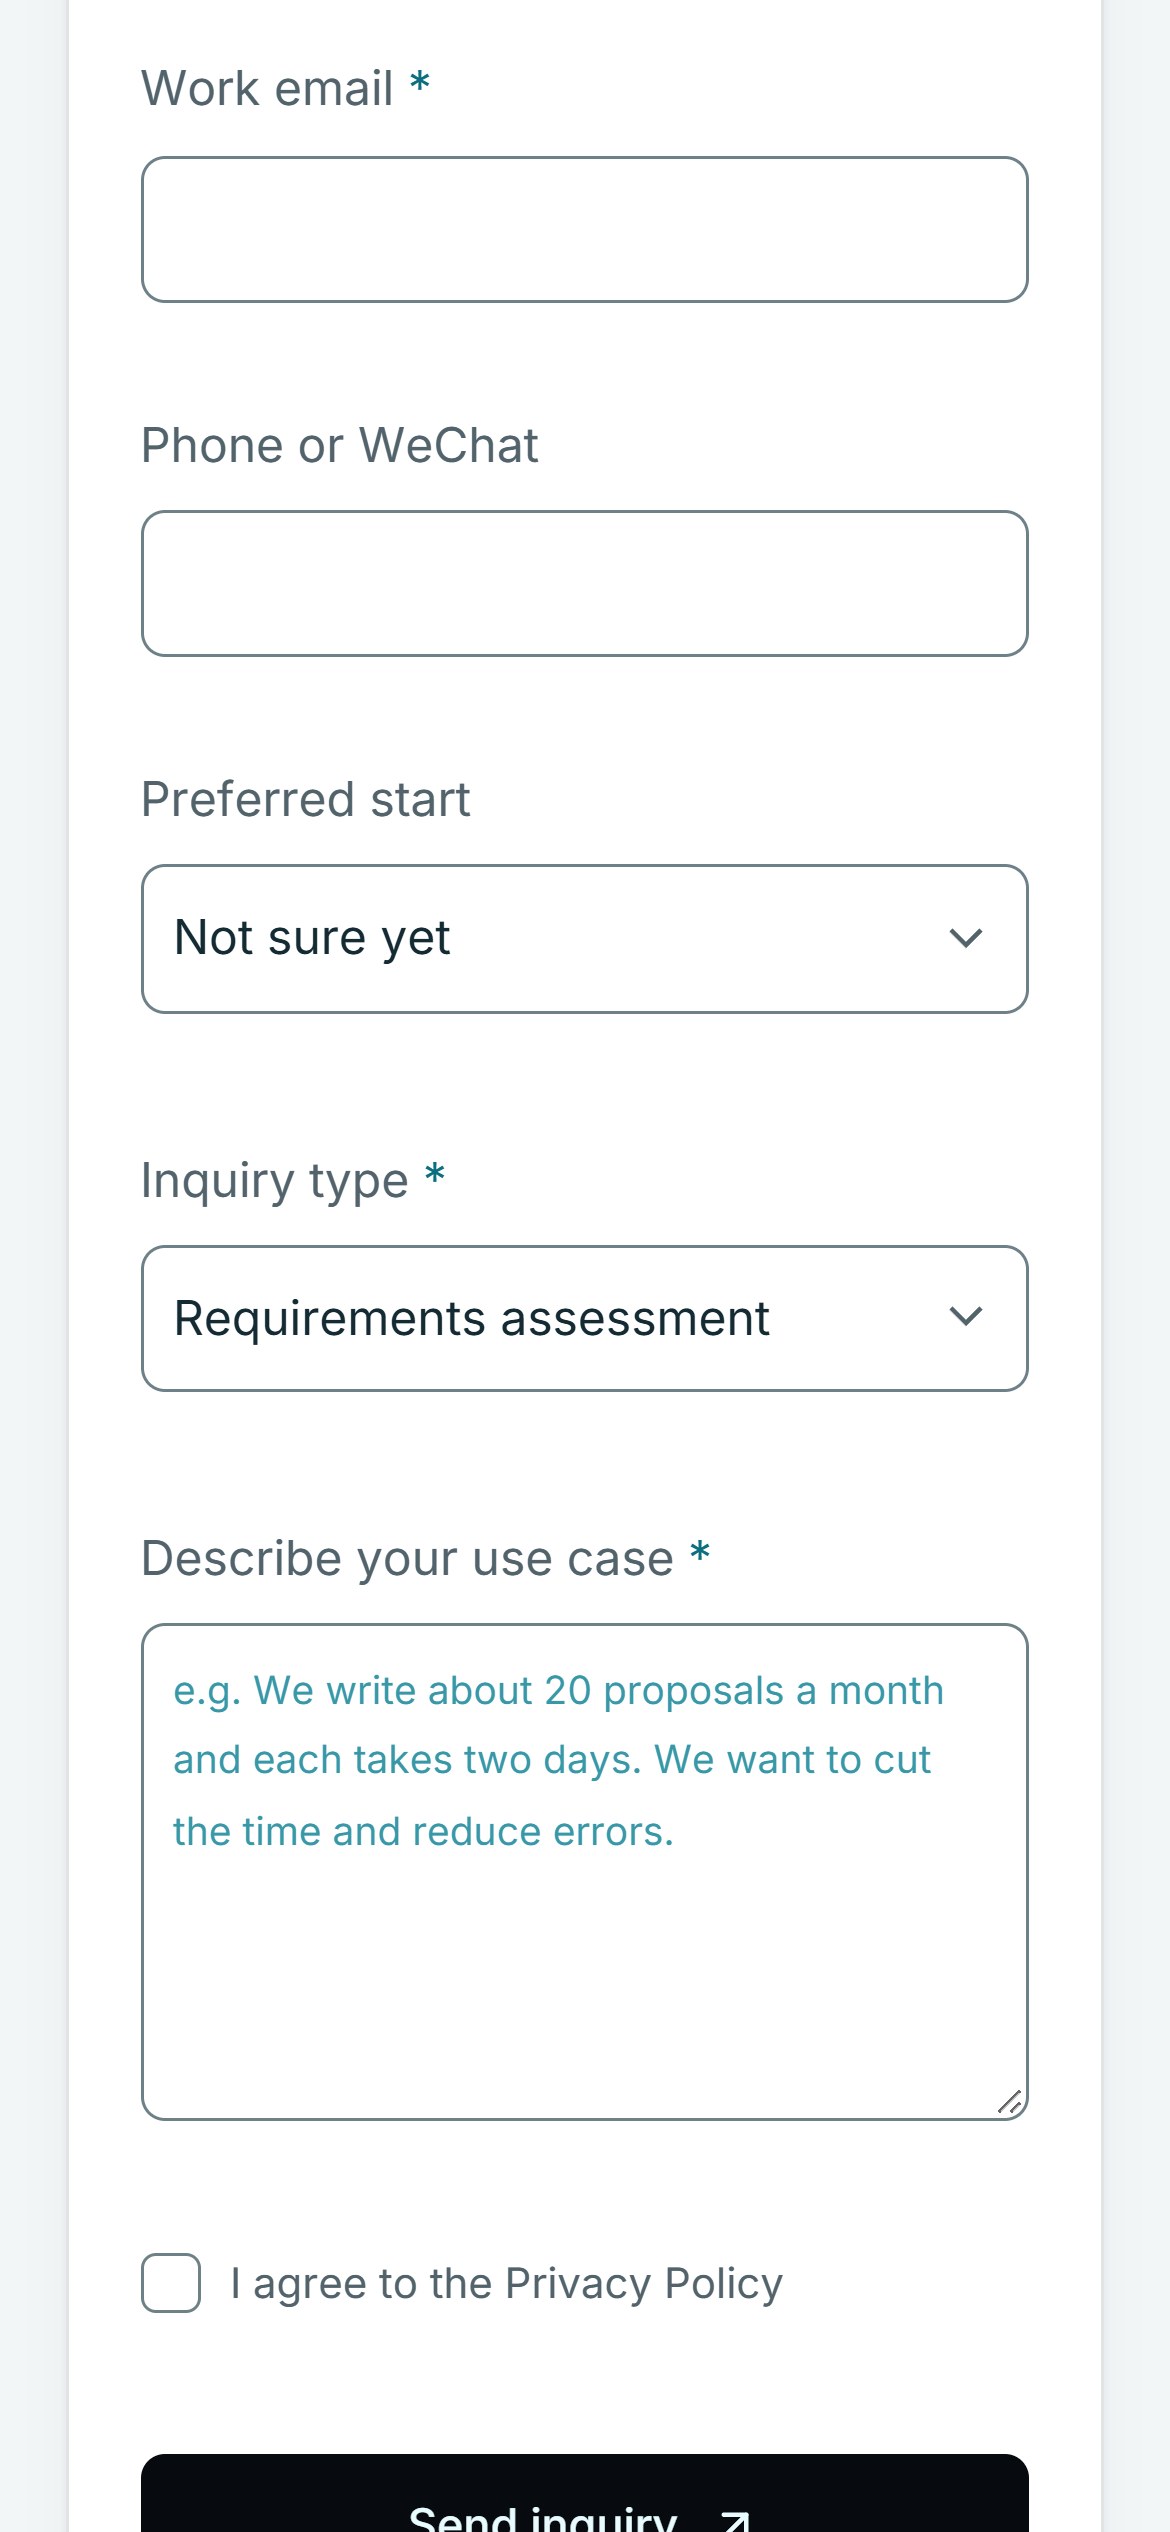 Work email *
Phone or WeChat
Preferred start
Not sure yet
Inquiry type *
Requirements assessment
Describe your use case *
e.g. We write about 20 proposals a month
and each takes two days. We want to cut
the time and reduce errors.
I agree to the Privacy Policy
Send inquiry